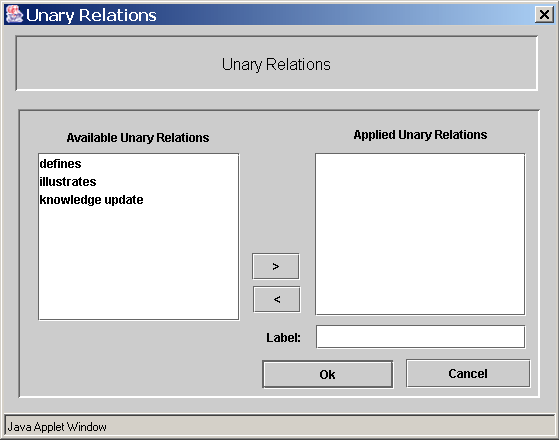 Unary Relations
Unary Relations
Available Unary Relations
defines
illustrates
knowledge update
Applied Unary Relations
>
<
Label:
Ok
Cancel
Java Applet Window